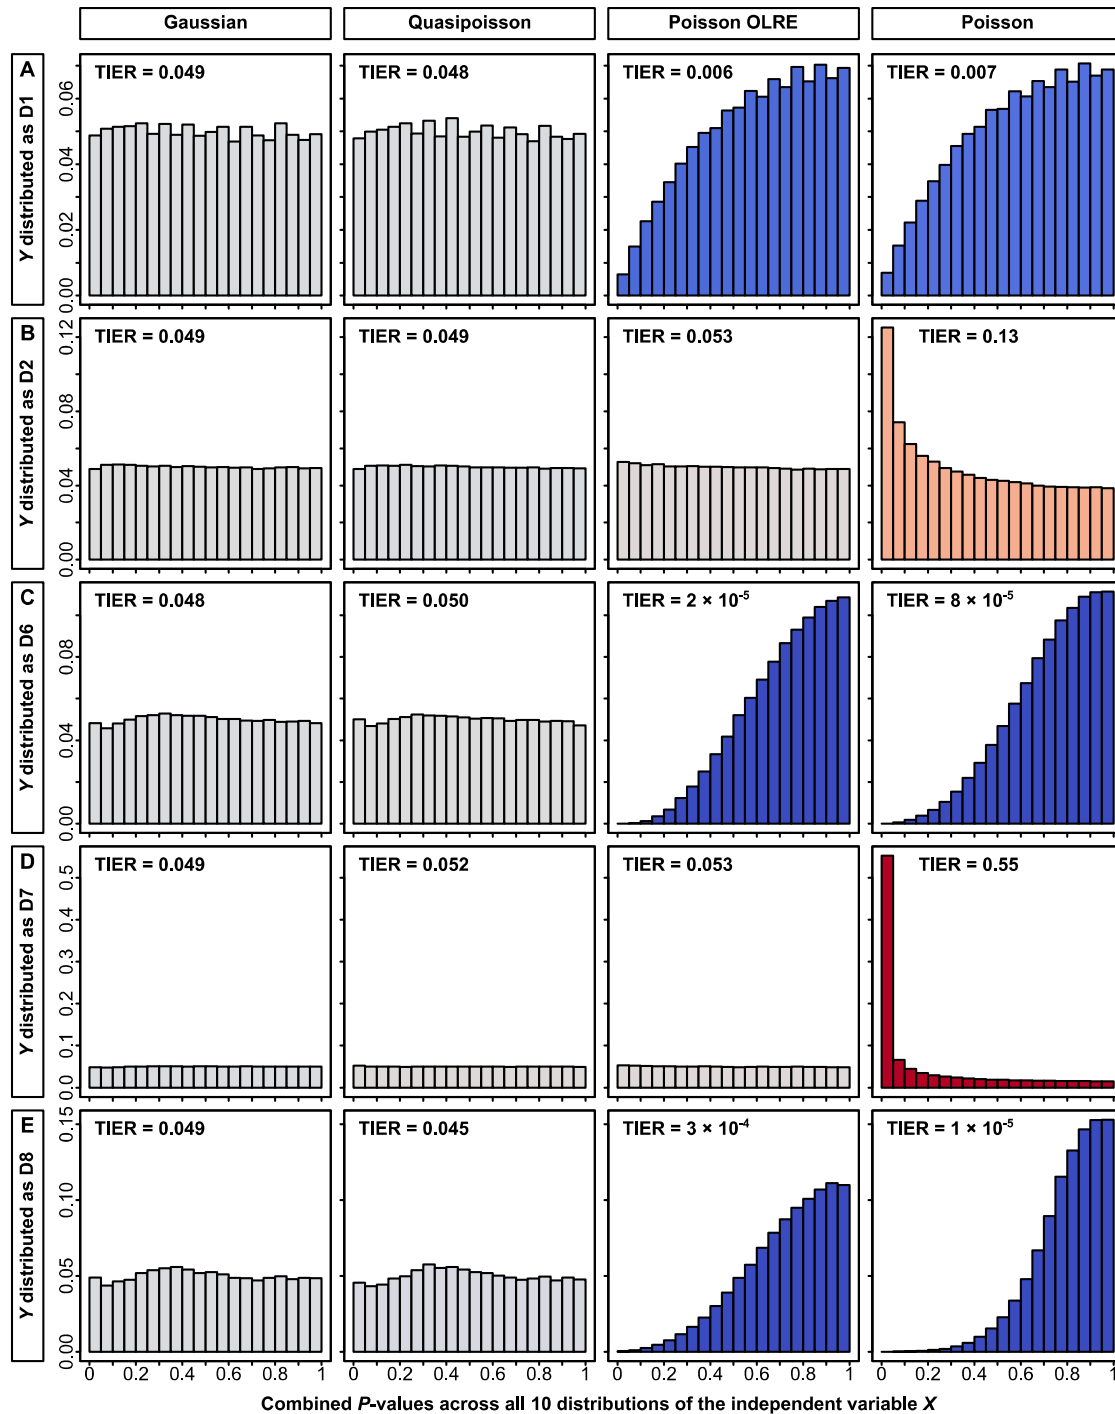 Gaussian Quasipoisson Poisson OLRE Poisson
A
Y distributed as D1
0.00 0.02 0.04 0.06
TIER = 0.049
TIER = 0.048
TIER = 0.006
TIER = 0.007
B
Y distributed as D2
0.00 0.04 0.08 0.12
TIER = 0.049
TIER = 0.049
TIER = 0.053
TIER = 0.13
C
Y distributed as D6
0.00 0.04 0.08
TIER = 0.048
TIER = 0.050
TIER = 2 × 10⁻⁵
TIER = 8 × 10⁻⁵
D
Y distributed as D7
0.0 0.1 0.2 0.3 0.4 0.5
TIER = 0.049
TIER = 0.052
TIER = 0.053
TIER = 0.55
E
Y distributed as D8
0.00 0.05 0.10 0.15
TIER = 0.049
TIER = 0.045
TIER = 3 × 10⁻⁴
TIER = 1 × 10⁻⁵
0 0.2 0.4 0.6 0.8 1
0 0.2 0.4 0.6 0.8 1
0 0.2 0.4 0.6 0.8 1
0 0.2 0.4 0.6 0.8 1
Combined P-values across all 10 distributions of the independent variable X